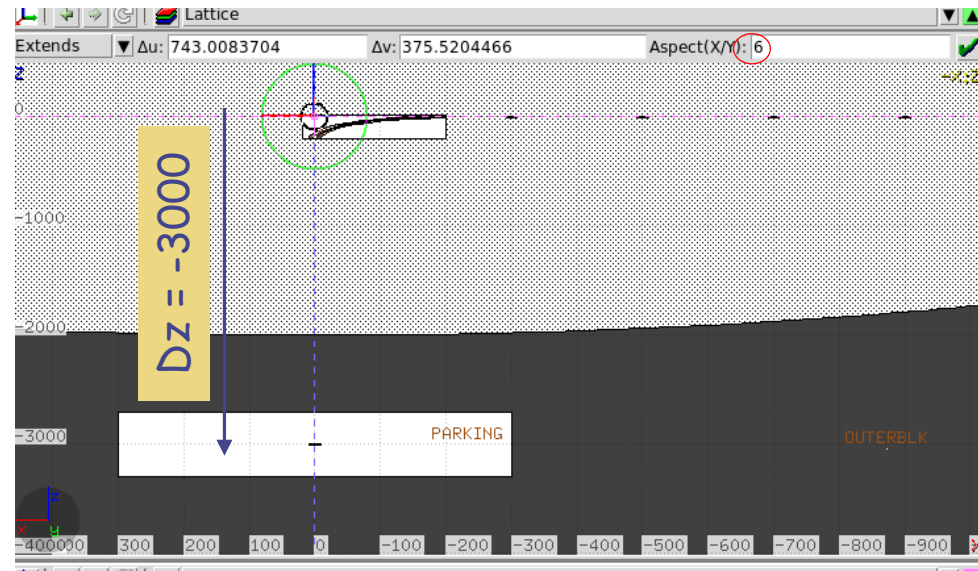 Lattice
Extends Δu: 743.0083704 Δv: 375.5204466 Aspect(X/Y): 6
z -X:Z
0
-1000
Dz = -3000
-2000
-3000 PARKING OUTERBLK
z
x y
300 200 100 0 -100 -200 -300 -400 -500 -600 -700 -800 -900